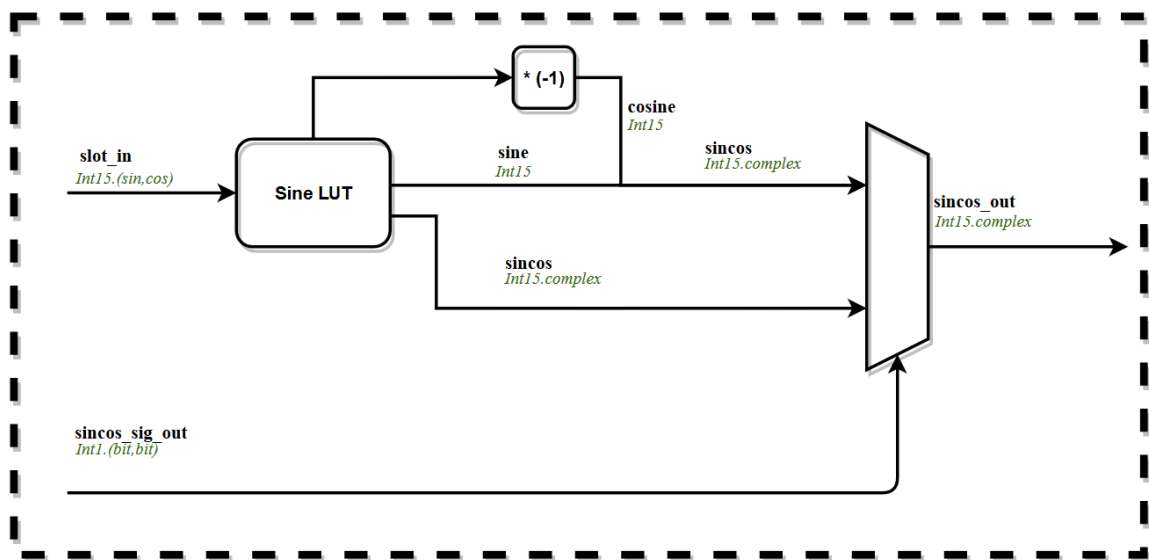 * (-1)
cosine
Int15
slot_in
Int15.(sin,cos)
Sine LUT
sine
Int15
sincos
Int15.complex
sincos
Int15.complex
sincos_out
Int15.complex
sincos_sig_out
Int1.(bit,bit)